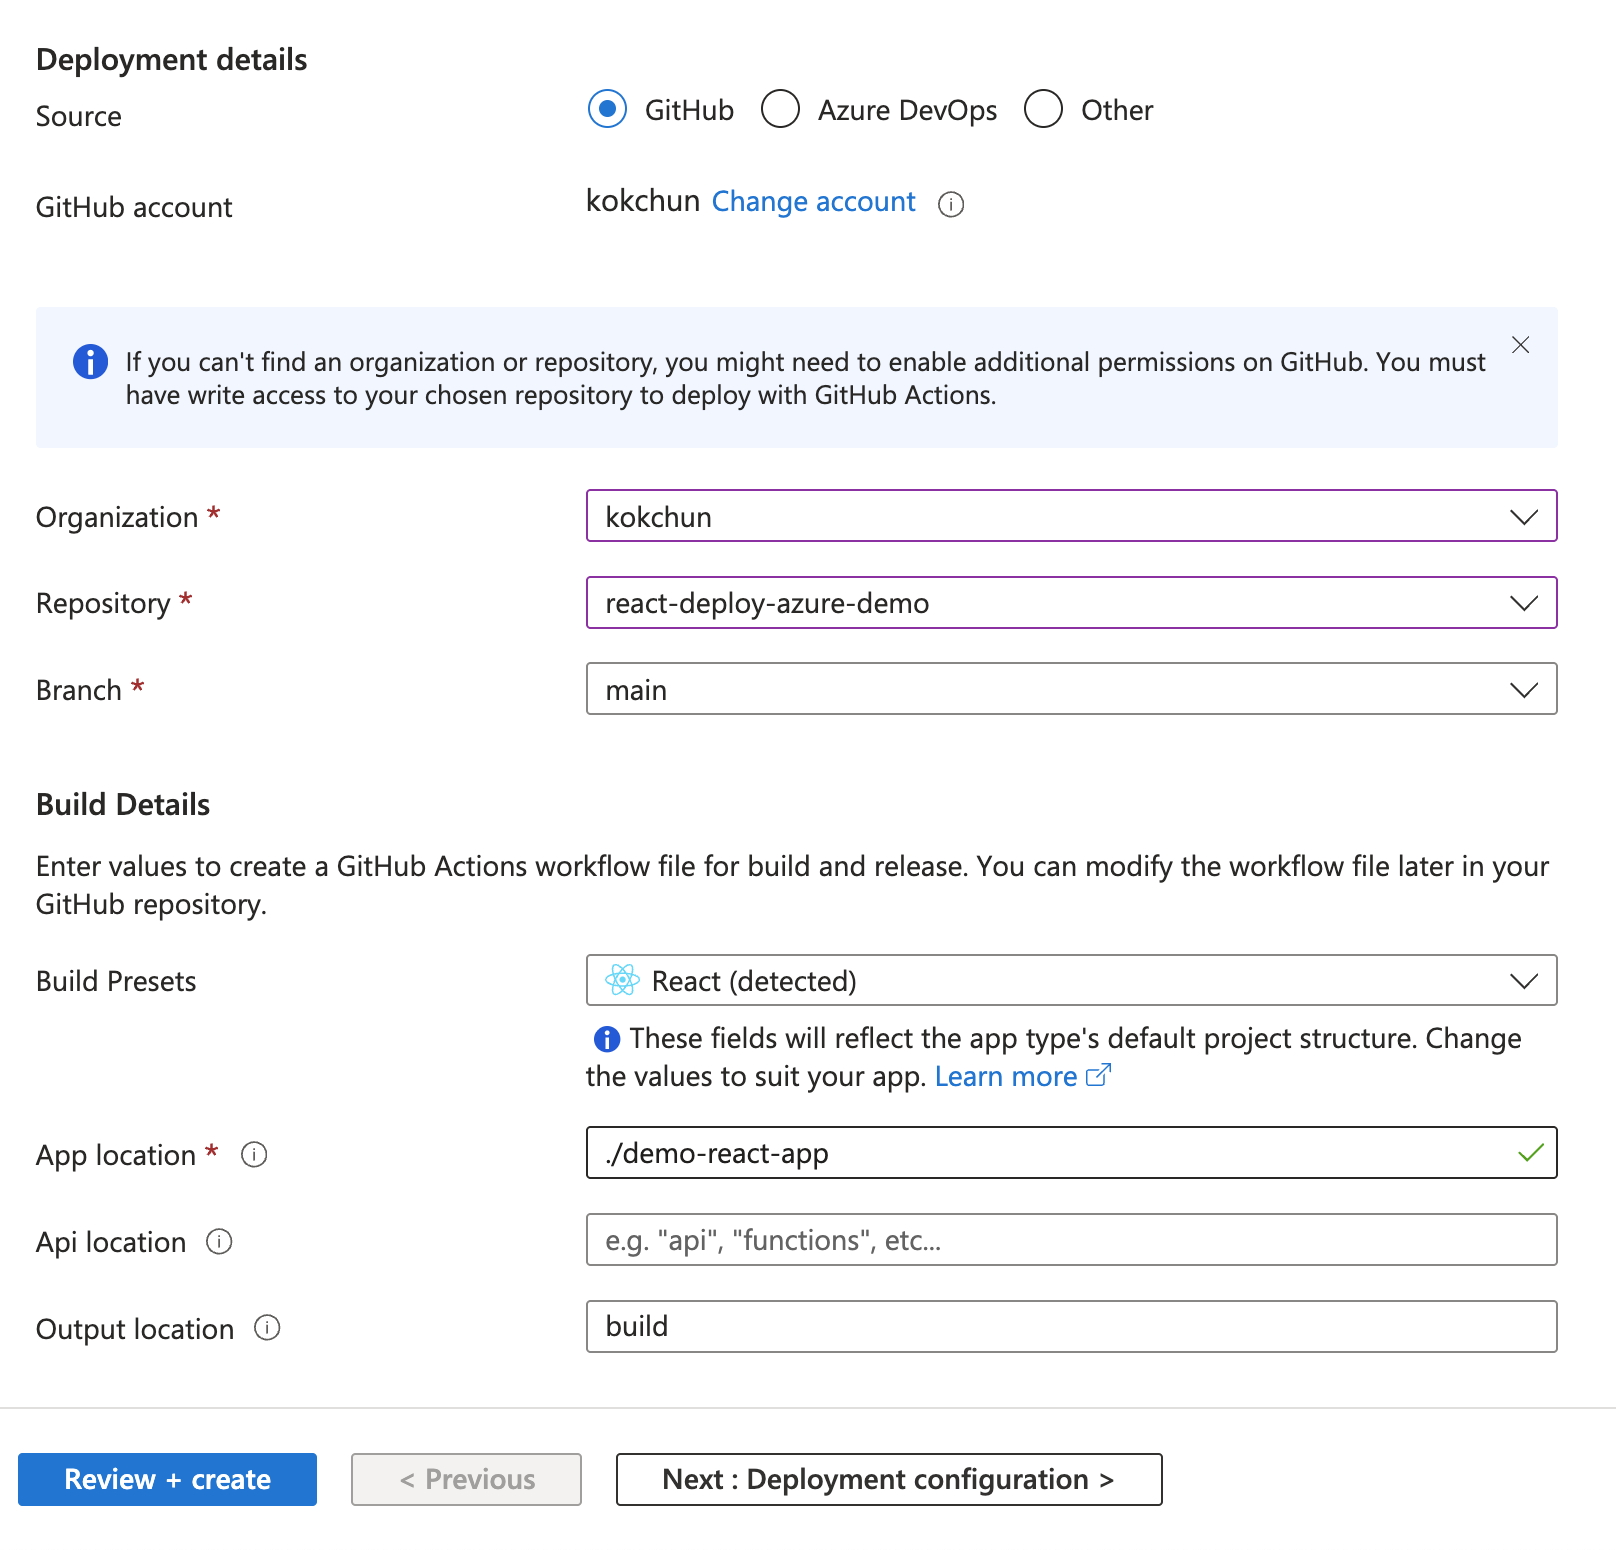 Deployment details
Source GitHub Azure DevOps Other
GitHub account kokchun Change account
If you can't find an organization or repository, you might need to enable additional permissions on GitHub. You must
have write access to your chosen repository to deploy with GitHub Actions.
Organization * kokchun
Repository * react-deploy-azure-demo
Branch * main
Build Details
Enter values to create a GitHub Actions workflow file for build and release. You can modify the workflow file later in your
GitHub repository.
Build Presets React (detected)
These fields will reflect the app type's default project structure. Change
the values to suit your app. Learn more
App location * ./demo-react-app
Api location e.g. "api", "functions", etc...
Output location build
Review + create < Previous Next : Deployment configuration >